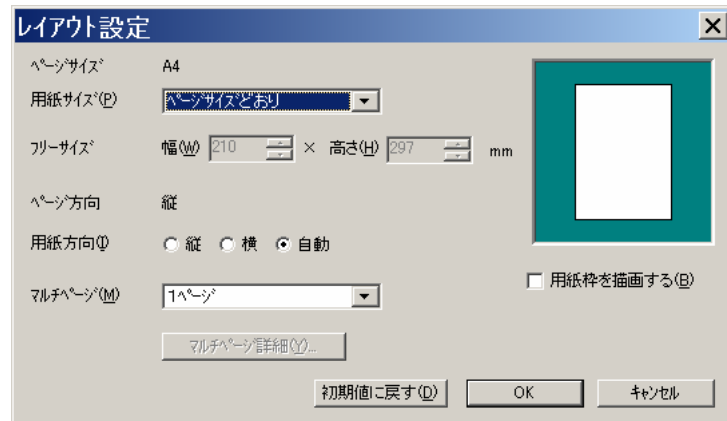 レイアウト設定
ﾍﾟｰｼﾞｻｲｽﾞ A4
用紙ｻｲｽﾞ(P) ﾍﾟｰｼﾞｻｲｽﾞどおり
ﾌﾘｰｻｲｽﾞ 幅(W) 210 × 高さ(H) 297 mm
ﾍﾟｰｼﾞ方向 縦
用紙方向(I) 縦 横 自動
用紙枠を描画する(B)
ﾏﾙﾁﾍﾟｰｼﾞ(M) 1ﾍﾟｰｼﾞ
ﾏﾙﾁﾍﾟｰｼﾞ詳細(Y)...
初期値に戻す(D) OK ｷｬﾝｾﾙ